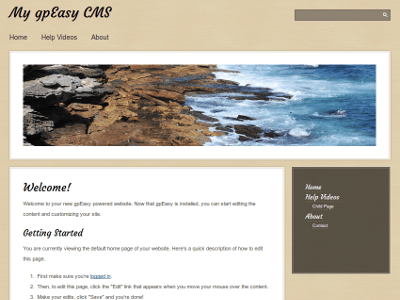 My gpEasy CMS
Home Help Videos About
Welcome!
Welcome to your new gpEasy powered website. Now that gpEasy is installed, you can start editing
the content and customizing your site.
Getting Started
You are currently viewing the default home page of your website. Here's a quick description of how to edit
this page.
1. First make sure you're logged in.
2. Then, to edit this page, click the "Edit" link that appears when you move your mouse over the content.
3. Make your edits, click "Save" and you're done!
Home
Help Videos
Child Page
About
Contact